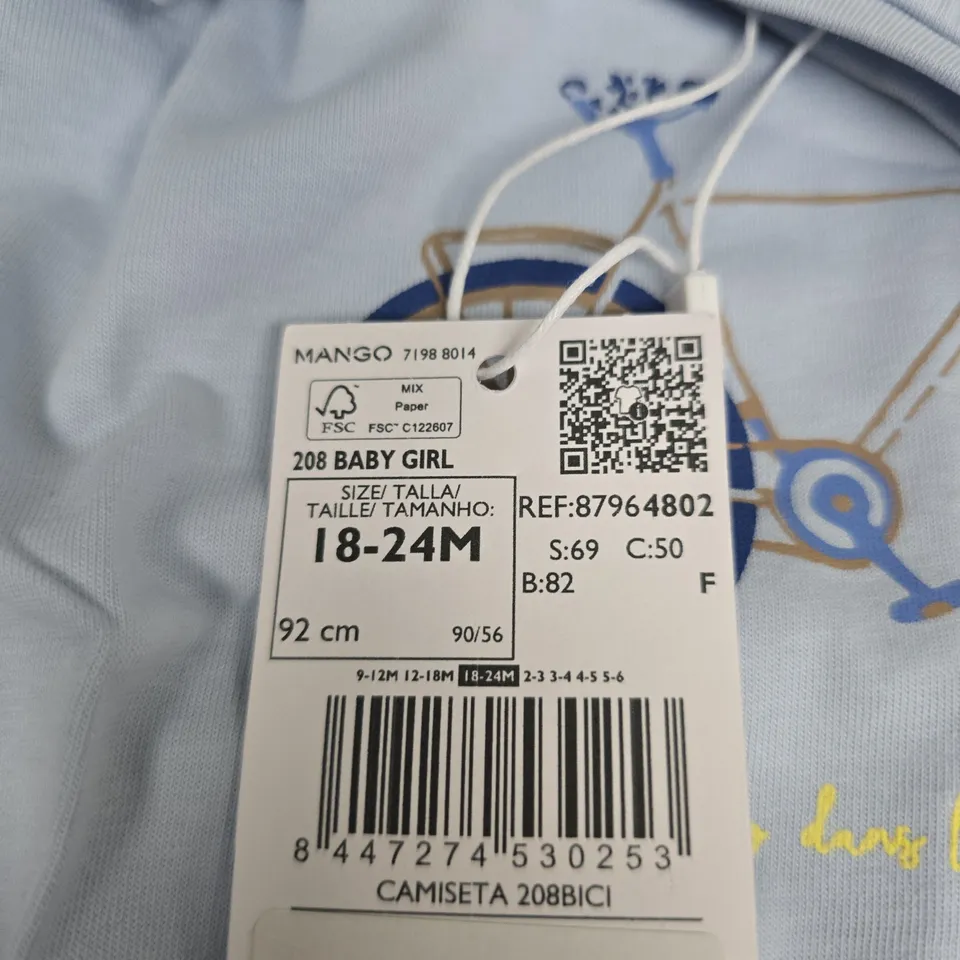 MANGO 7198 8014
MIX
Paper
FSC™ C122607
FSC
208 BABY GIRL
SIZE/ TALLA/
TAILLE/ TAMANHO:
18-24M
92 cm 90/56
REF:87964802
S:69 C:50
B:82 F
9-12M 12-18M 18-24M 2-3 3-4 4-5 5-6
8 447274 530253
CAMISETA 208BICI
dans